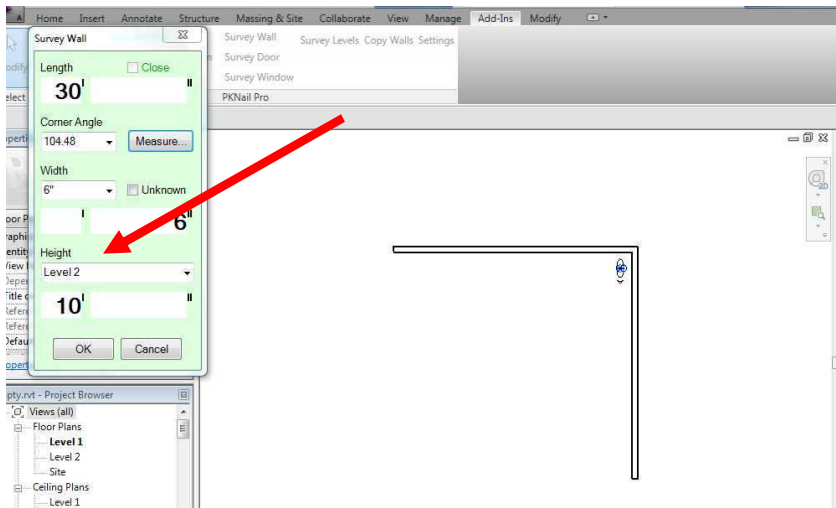 Home Insert Annotate Structure Massing & Site Collaborate View Manage Add-Ins Modify
Survey Wall
Survey Wall Survey Levels Copy Walls Settings
Survey Door
Survey Window
PKNail Pro
Length Close
30' "
Corner Angle
104.48 Measure...
Width
6" Unknown
' 6"
Height
Level 2
10' "
OK Cancel
2D
pty.rvt - Project Browser
Views (all)
Floor Plans
Level 1
Level 2
Site
Ceiling Plans
Level 1